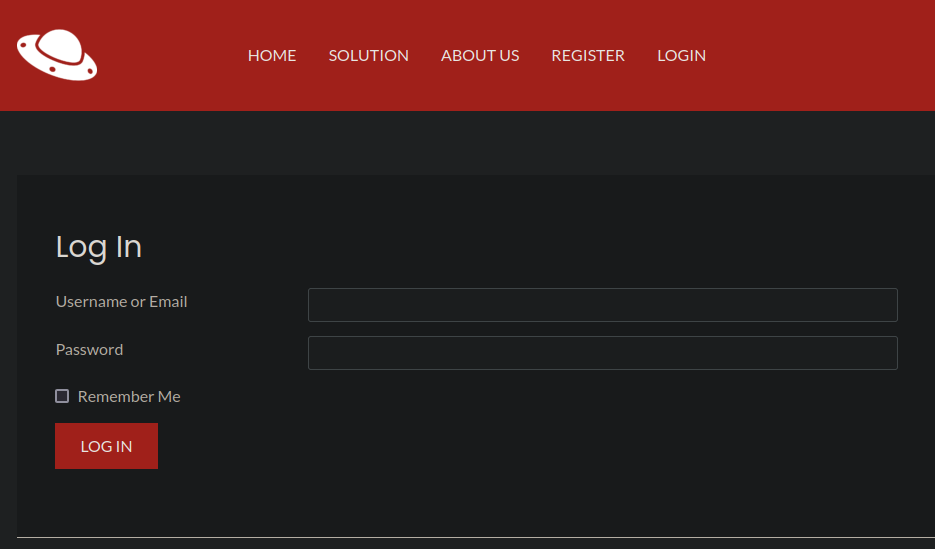 HOME SOLUTION ABOUT US REGISTER LOGIN
Log In
Username or Email
Password
Remember Me
LOG IN